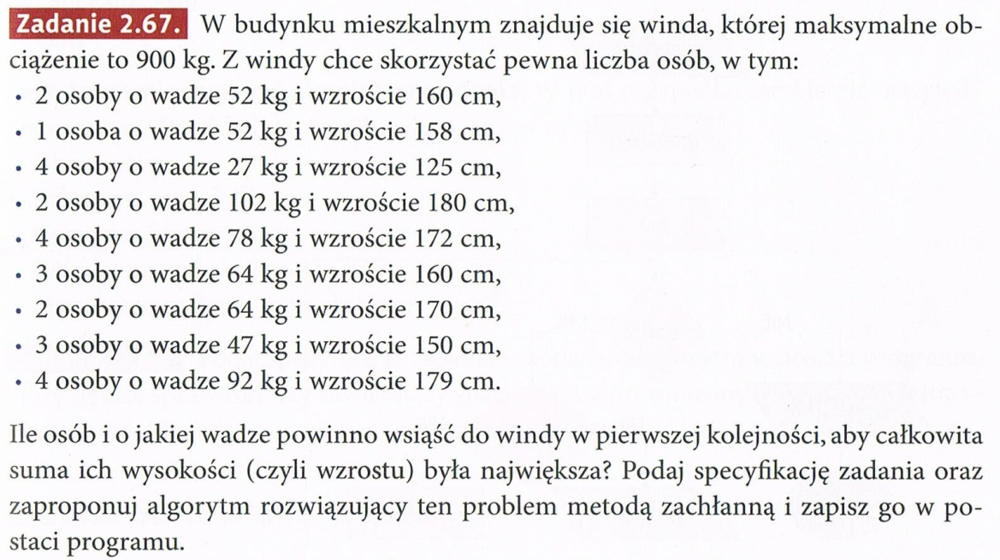 Zadanie 2.67. W budynku mieszkalnym znajduje się winda, której maksymalne ob-
ciążenie to 900 kg. Z windy chce skorzystać pewna liczba osób, w tym:
• 2 osoby o wadze 52 kg i wzroście 160 cm,
• 1 osoba o wadze 52 kg i wzroście 158 cm,
• 4 osoby o wadze 27 kg i wzroście 125 cm,
• 2 osoby o wadze 102 kg i wzroście 180 cm,
• 4 osoby o wadze 78 kg i wzroście 172 cm,
• 3 osoby o wadze 64 kg i wzroście 160 cm,
• 2 osoby o wadze 64 kg i wzroście 170 cm,
• 3 osoby o wadze 47 kg i wzroście 150 cm,
• 4 osoby o wadze 92 kg i wzroście 179 cm.
Ile osób i o jakiej wadze powinno wsiąść do windy w pierwszej kolejności, aby całkowita
suma ich wysokości (czyli wzrostu) była największa? Podaj specyfikację zadania oraz
zaproponuj algorytm rozwiązujący ten problem metodą zachłanną i zapisz go w po-
staci programu.